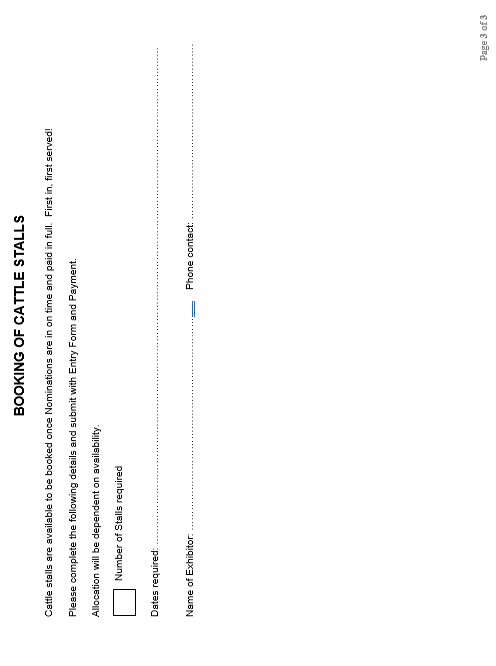 BOOKING OF CATTLE STALLS
Cattle stalls are available to be booked once Nominations are in on time and paid in full. First in, first served!
Please complete the following details and submit with Entry Form and Payment.
Allocation will be dependent on availability.
Number of Stalls required
Dates required: ..........................................................................................................................
Name of Exhibitor: ........................................................ Phone contact: ..............................................
Page 3 of 3